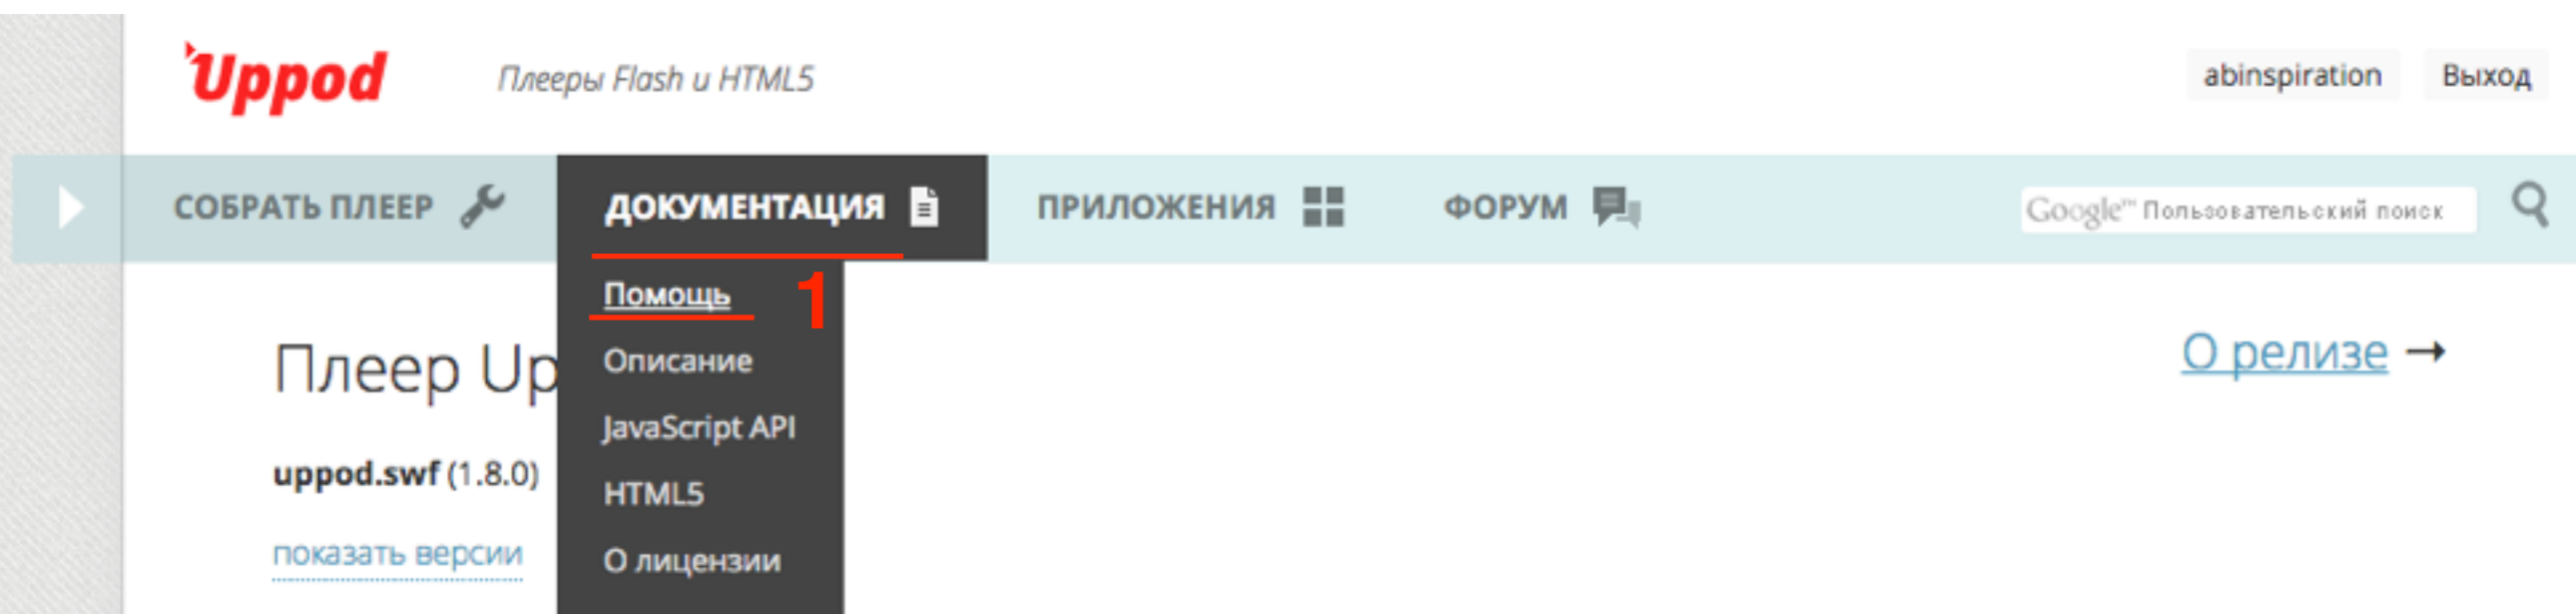 Uppod
Плееры Flash и HTML5
abinspiration
Выход
СОБРАТЬ ПЛЕЕР
ДОКУМЕНТАЦИЯ
ПРИЛОЖЕНИЯ
ФОРУМ
Google™ Пользовательский поиск
Помощь
1
Описание
JavaScript API
HTML5
О лицензии
Плеер Up
О релизе →
uppod.swf (1.8.0)
показать версии